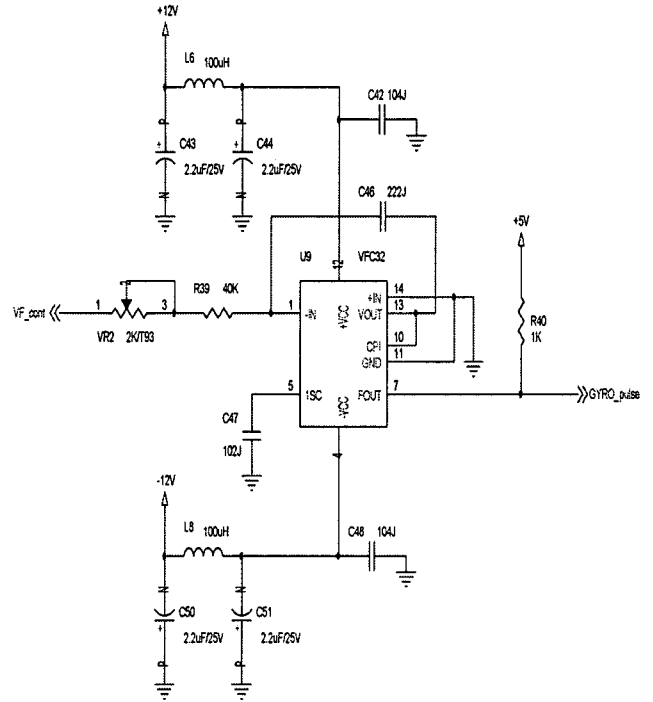 +12V
L6 100uH
C42 104J
P P
+ C43 + C44
2.2uF/25V 2.2uF/25V
N N
C46 222J
+5V
U9 VFC32
12
R39 40K
VF_cont 1 2 3 1 -IN +VCC +IN 14
VOUT 13
VR2 2K/T93
R40
1K
CPI 10
GND 11
5 1SC -VCC FOUT 7 GYRO_pulse
C47
102J
4
-12V
L8 100uH
C48 104J
N N
C50 C51
+ 2.2uF/25V + 2.2uF/25V
P P